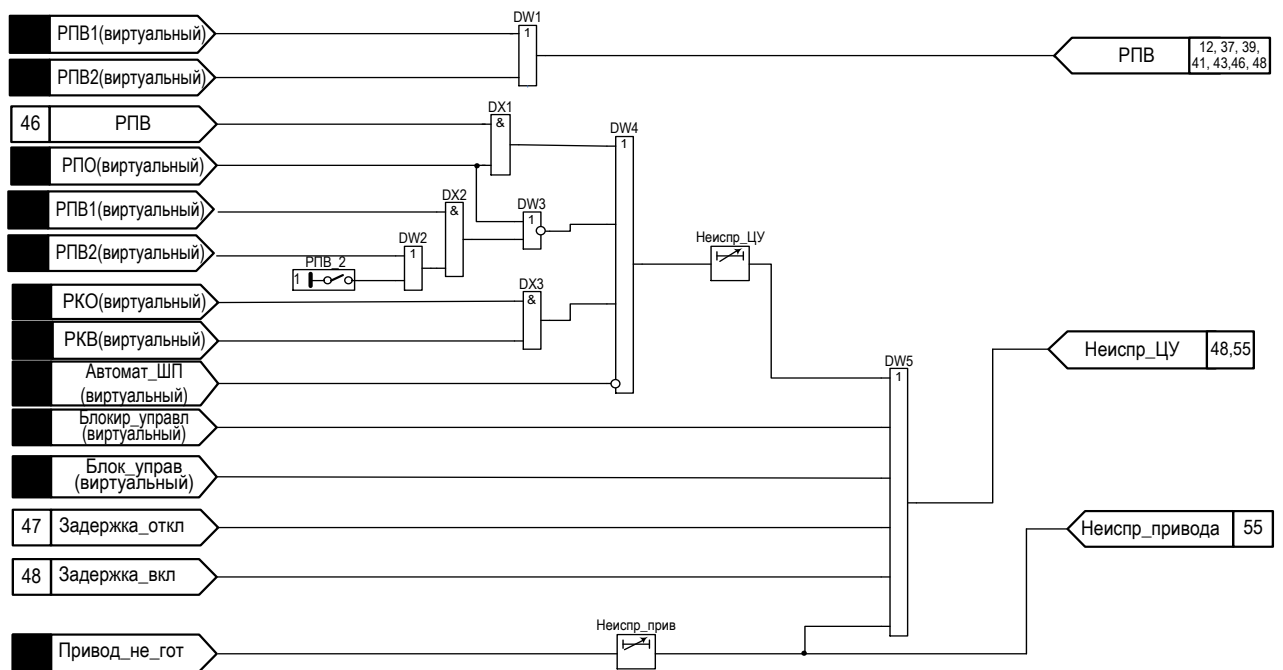 DW1
РПВ1(виртуальный)
1
РПВ
12, 37, 39,
41, 43,46, 48
РПВ2(виртуальный)
DX1
46
РПВ
&
DW4
1
РПО(виртуальный)
DX2
РПВ1(виртуальный)
&
DW3
1
DW2
Неиспр_ЦУ
РПВ2(виртуальный)
1
РПВ_2
1
DX3
РКО(виртуальный)
&
РКВ(виртуальный)
Неиспр_ЦУ
48,55
DW5
Автомат_ШП
(виртуальный)
1
Блокир_управл
(виртуальный)
Блок_управ
(виртуальный)
47
Задержка_откл
Неиспр_привода
55
48
Задержка_вкл
Неиспр_прив
Привод_не_гот